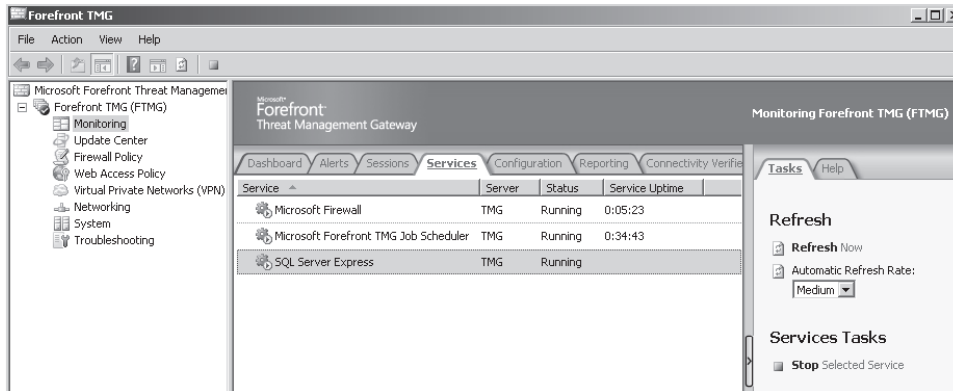 Forefront TMG
File Action View Help
Microsoft Forefront Threat Managemen
Forefront TMG (FTMG)
Monitoring
Update Center
Firewall Policy
Web Access Policy
Virtual Private Networks (VPN)
Networking
System
Troubleshooting
Microsoft
Forefront
Threat Management Gateway
Monitoring Forefront TMG (FTMG)
Dashboard Alerts Sessions Services Configuration Reporting Connectivity Verifie
Service Server Status Service Uptime
Microsoft Firewall TMG Running 0:05:23
Microsoft Forefront TMG Job Scheduler TMG Running 0:34:43
SQL Server Express TMG Running
Tasks Help
Refresh
Refresh Now
Automatic Refresh Rate:
Medium
Services Tasks
Stop Selected Service